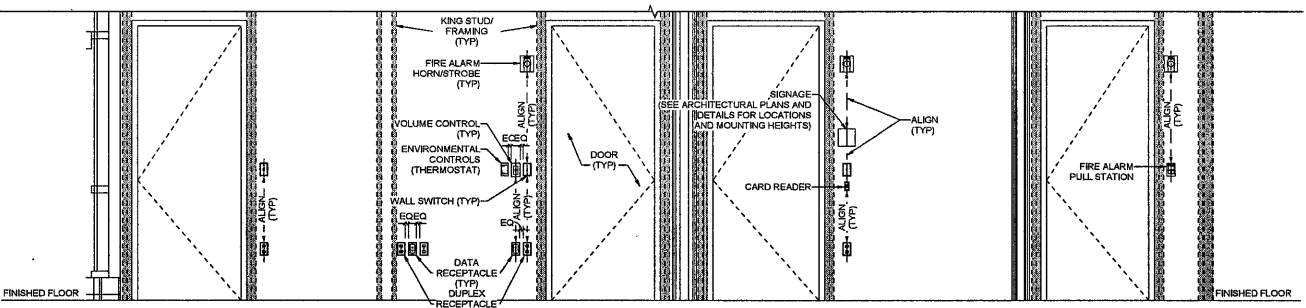 KING STUD/
FRAMING
(TYP)
FIRE ALARM
HORN/STROBE
(TYP)
ALIGN
(TYP)
VOLUME CONTROL
(TYP)
EQ EQ
ENVIRONMENTAL
CONTROLS
(THERMOSTAT)
WALL SWITCH (TYP)
ALIGN
(TYP)
EQ EQ
EQ
DATA
RECEPTACLE
(TYP)
DUPLEX
RECEPTACLE
ALIGN
(TYP)
DOOR
(TYP)
SIGNAGE
(SEE ARCHITECTURAL PLANS AND
DETAILS FOR LOCATIONS
AND MOUNTING HEIGHTS)
ALIGN
(TYP)
CARD READER
ALIGN
(TYP)
ALIGN
(TYP)
FIRE ALARM
PULL STATION
FINISHED FLOOR
FINISHED FLOOR